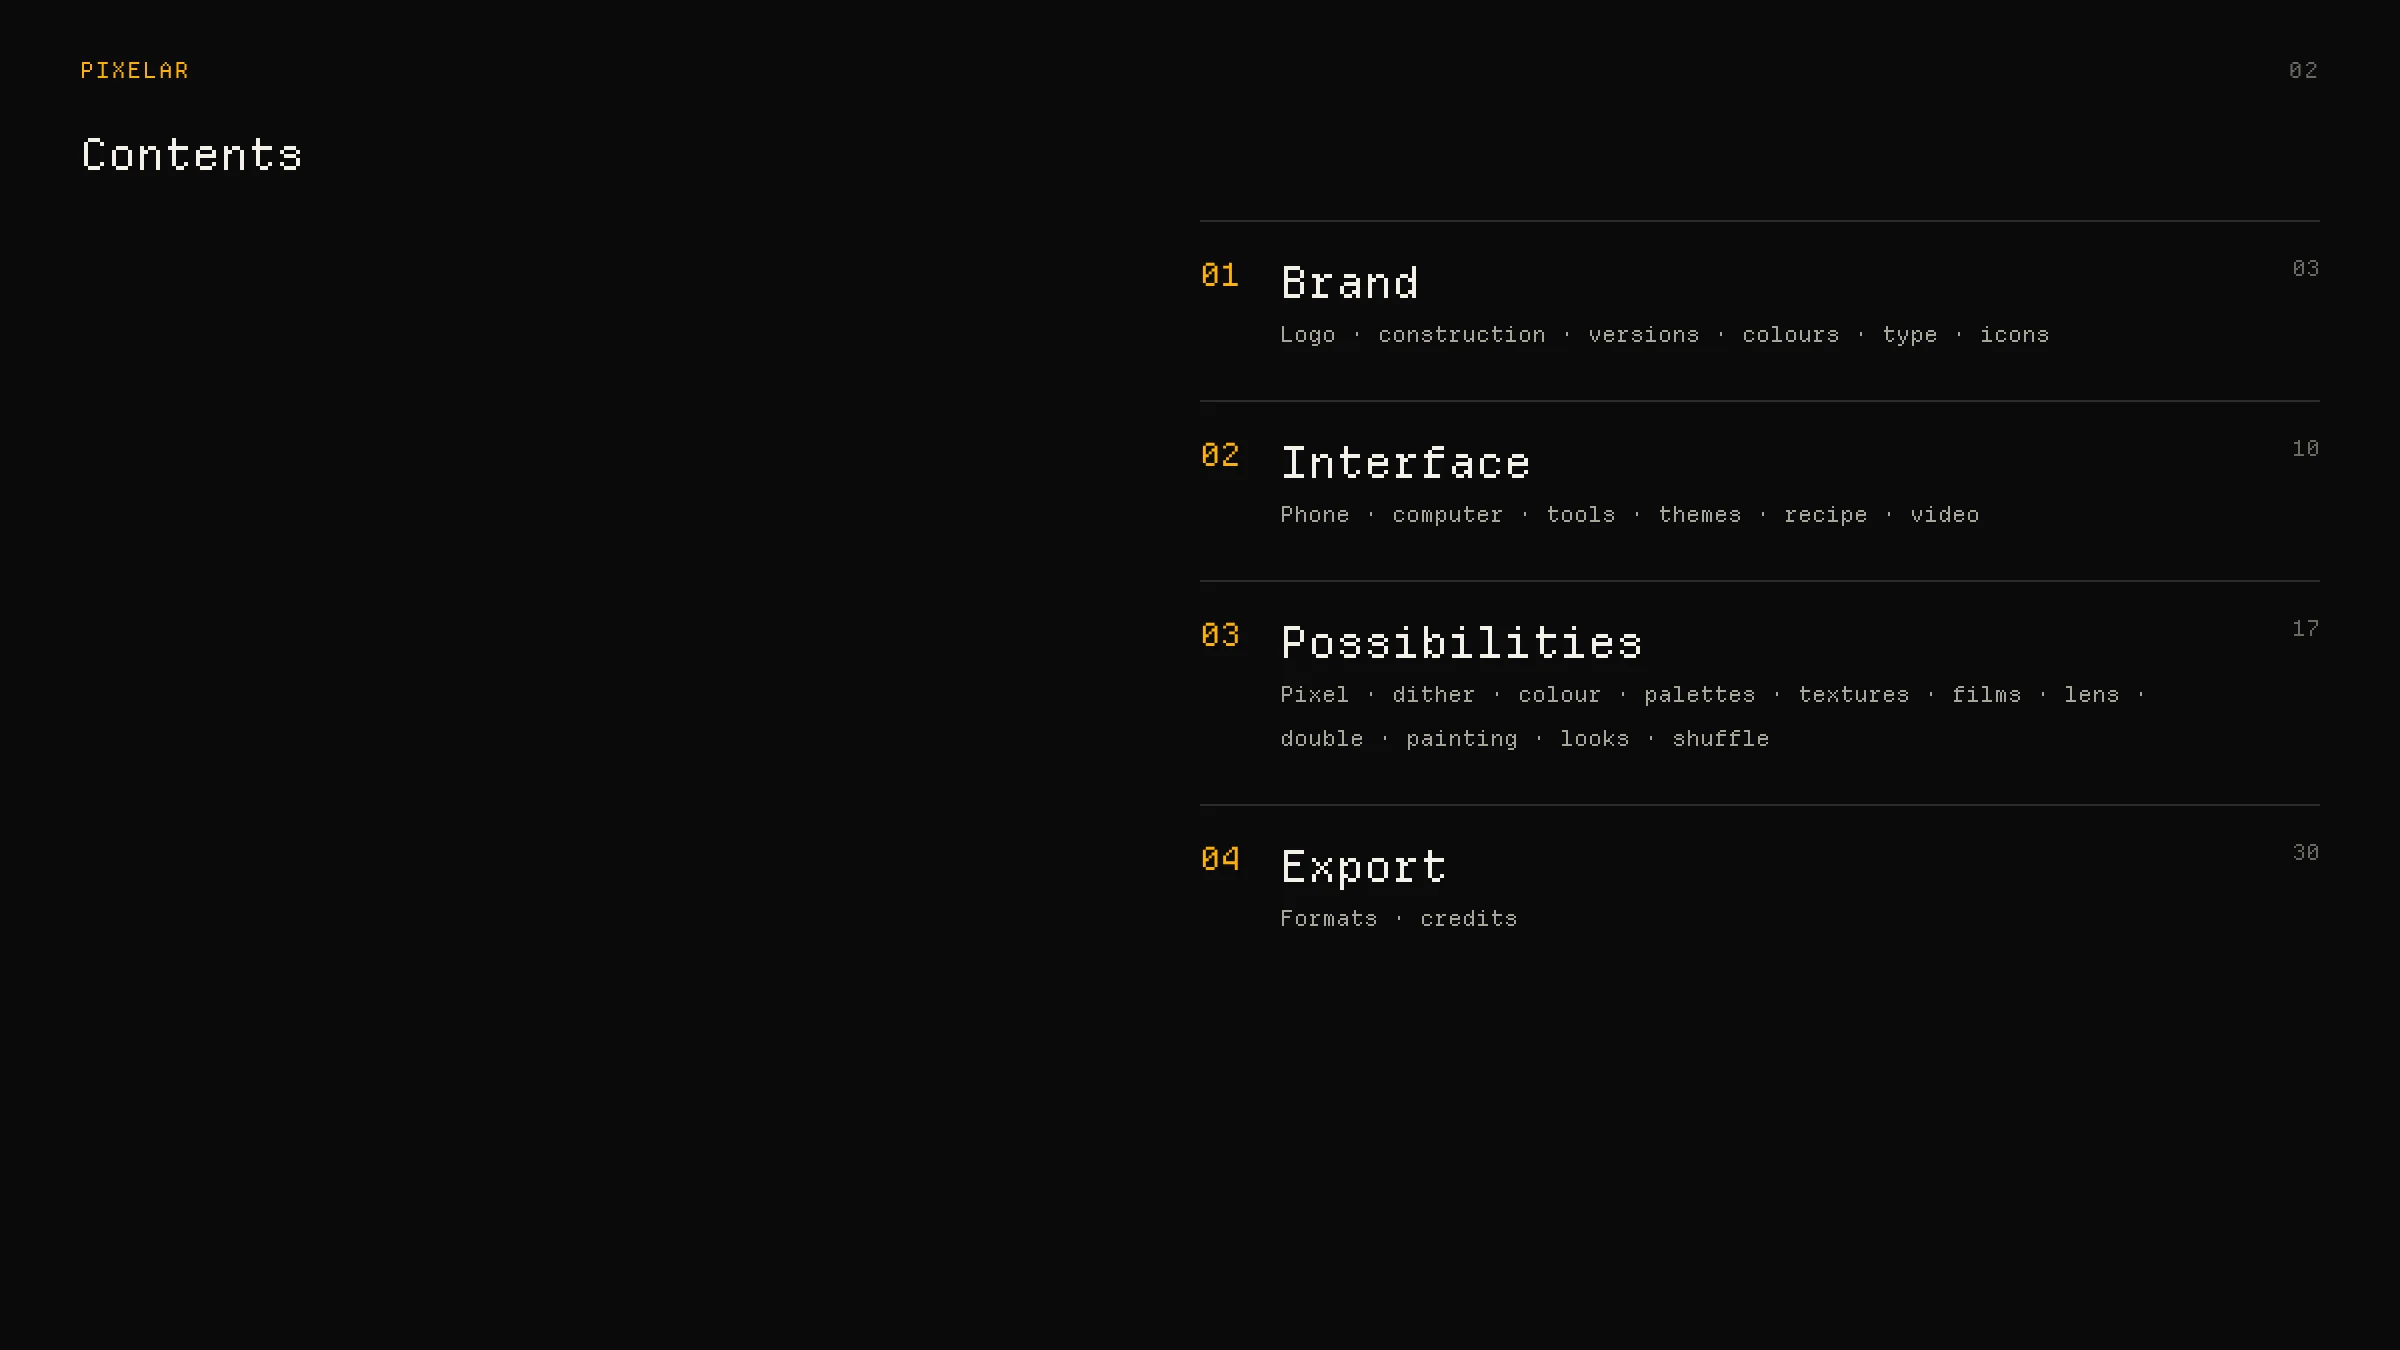 PIXELAR
02
Contents
01 Brand 03
Logo · construction · versions · colours · type · icons
02 Interface 10
Phone · computer · tools · themes · recipe · video
03 Possibilities 17
Pixel · dither · colour · palettes · textures · films · lens ·
double · painting · looks · shuffle
04 Export 30
Formats · credits